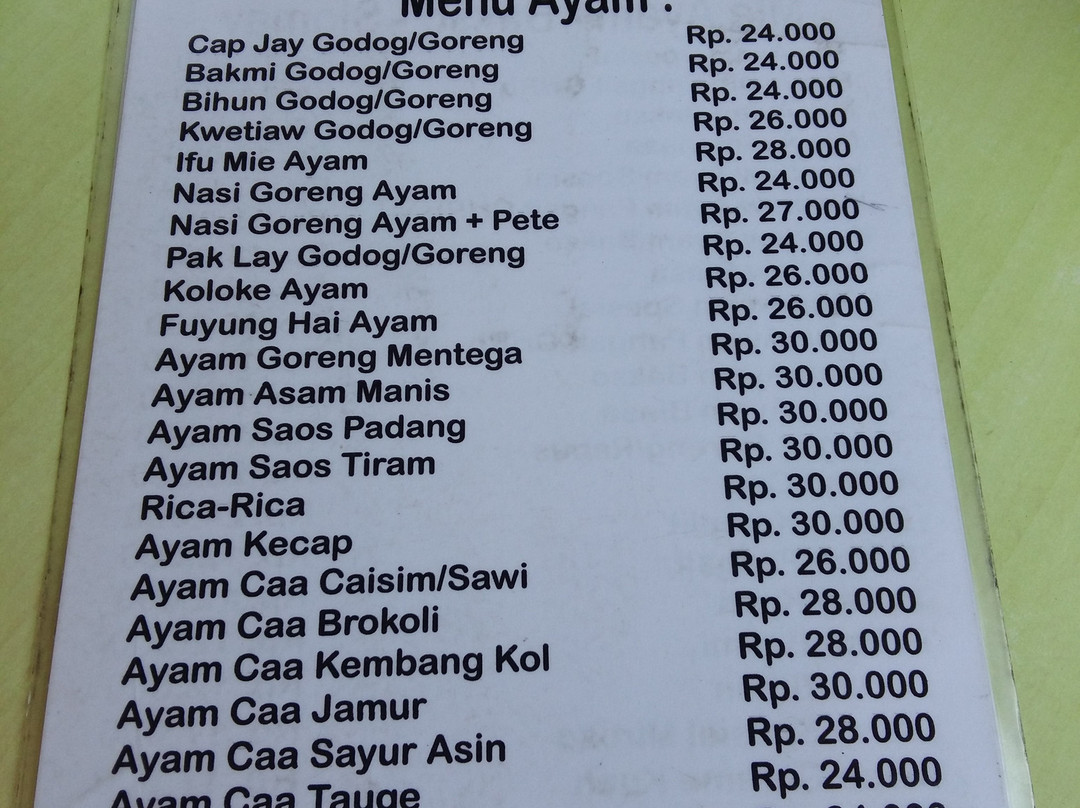 Menu Ayam :
Cap Jay Godog/Goreng Rp. 24.000
Bakmi Godog/Goreng Rp. 24.000
Bihun Godog/Goreng Rp. 24.000
Kwetiaw Godog/Goreng Rp. 26.000
Ifu Mie Ayam Rp. 28.000
Nasi Goreng Ayam Rp. 24.000
Nasi Goreng Ayam + Pete Rp. 27.000
Pak Lay Godog/Goreng Rp. 24.000
Koloke Ayam Rp. 26.000
Fuyung Hai Ayam Rp. 26.000
Ayam Goreng Mentega Rp. 30.000
Ayam Asam Manis Rp. 30.000
Ayam Saos Padang Rp. 30.000
Ayam Saos Tiram Rp. 30.000
Rica-Rica Rp. 30.000
Ayam Kecap Rp. 30.000
Ayam Caa Caisim/Sawi Rp. 26.000
Ayam Caa Brokoli Rp. 28.000
Ayam Caa Kembang Kol Rp. 28.000
Ayam Caa Jamur Rp. 30.000
Ayam Caa Sayur Asin Rp. 28.000
Ayam Caa Tauge Rp. 24.000